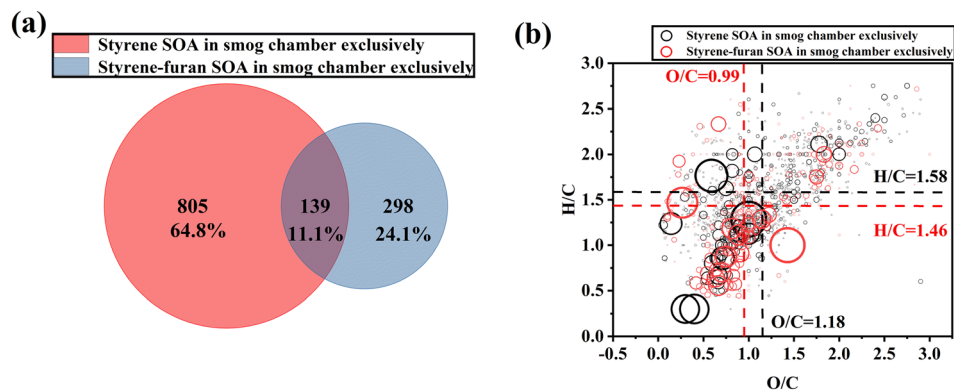 (a)
Styrene SOA in smog chamber exclusively
Styrene-furan SOA in smog chamber exclusively
805
64.8%
139
11.1%
298
24.1%
(b)
Styrene SOA in smog chamber exclusively
Styrene-furan SOA in smog chamber exclusively
O/C=0.99
H/C=1.58
H/C=1.46
O/C=1.18
3.0
2.5
2.0
1.5
1.0
0.5
0.0
H/C
-0.5 0.0 0.5 1.0 1.5 2.0 2.5 3.0
O/C